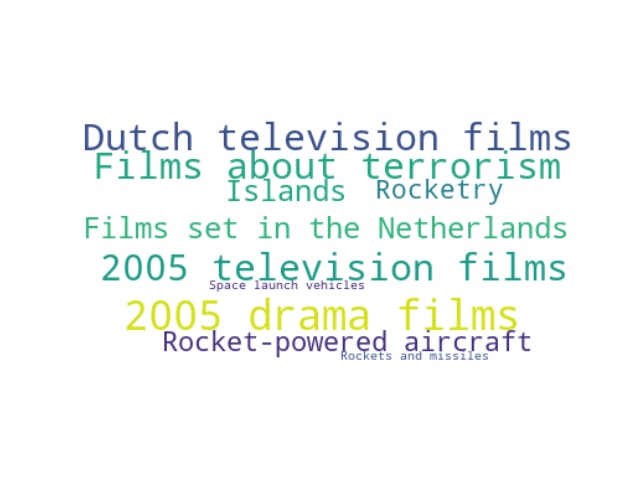 Dutch television films
Films about terrorism
Islands Rocketry
Films set in the Netherlands
2005 television films
Space launch vehicles
2005 drama films
Rocket-powered aircraft
Rockets and missiles